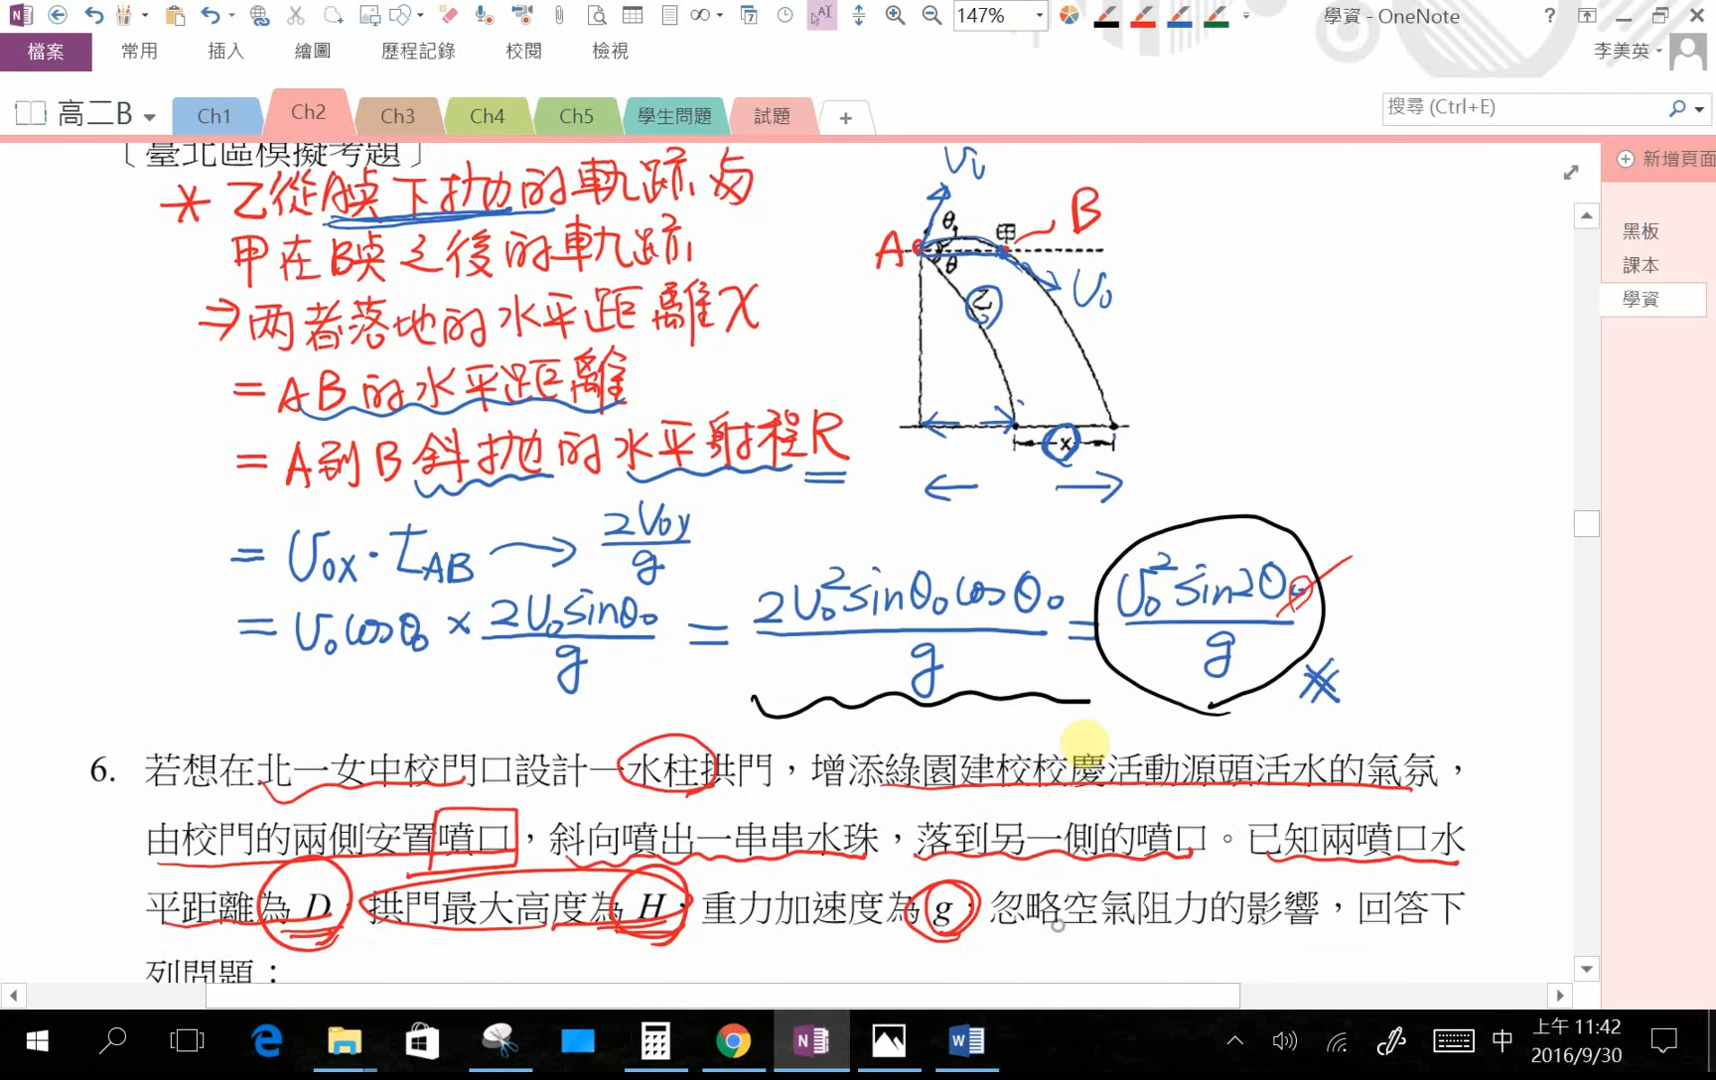 147%
學資 - OneNote
?
檔案 常用 插入 繪圖 歷程記錄 校閱 檢視
李美英
高二B Ch1 Ch2 Ch3 Ch4 Ch5 學生問題 試題 +
搜尋 (Ctrl+E)
新增頁面
黑板
課本
學資
〔臺北區模擬考題〕
* 乙從A點下拋的軌跡為
甲在B點之後的軌跡
⇒两者落地的水平距離X
= AB的水平距離
= A到B斜拋的水平射程R
= U₀ₓ · t_AB → 2V₀y/g
= U₀cosθ₀ × 2U₀sinθ₀/g = 2U₀²sinθ₀cosθ₀/g = U₀²sin2θ₀/g
A
B
θ
θ
甲
乙
U₀
x
6. 若想在北一女中校門口設計一水柱拱門，增添綠園建校校慶活動源頭活水的氣氛，
由校門的兩側安置噴口，斜向噴出一串串水珠，落到另一側的噴口。已知兩噴口水
平距離為 D，拱門最大高度為 H，重力加速度為 g，忽略空氣阻力的影響，回答下
列問題：
中
上午 11:42
2016/9/30